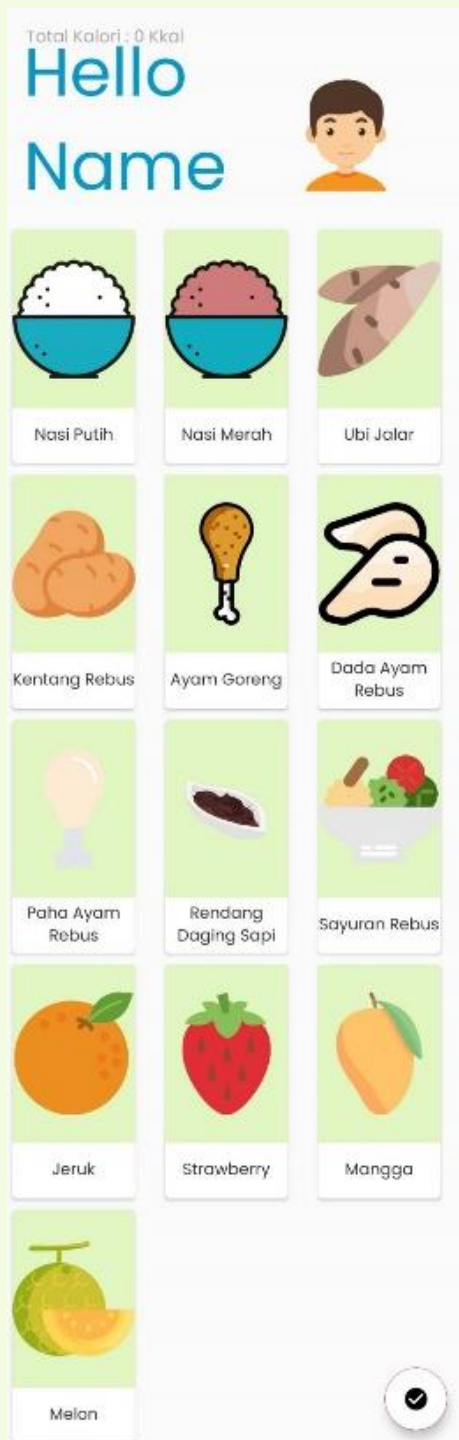 Total Kalori : 0 Kkal
Hello
Name
Nasi Putih
Nasi Merah
Ubi Jalar
Kentang Rebus
Ayam Goreng
Dada Ayam
Rebus
Paha Ayam
Rebus
Rendang
Daging Sapi
Sayuran Rebus
Jeruk
Strawberry
Mangga
Melon